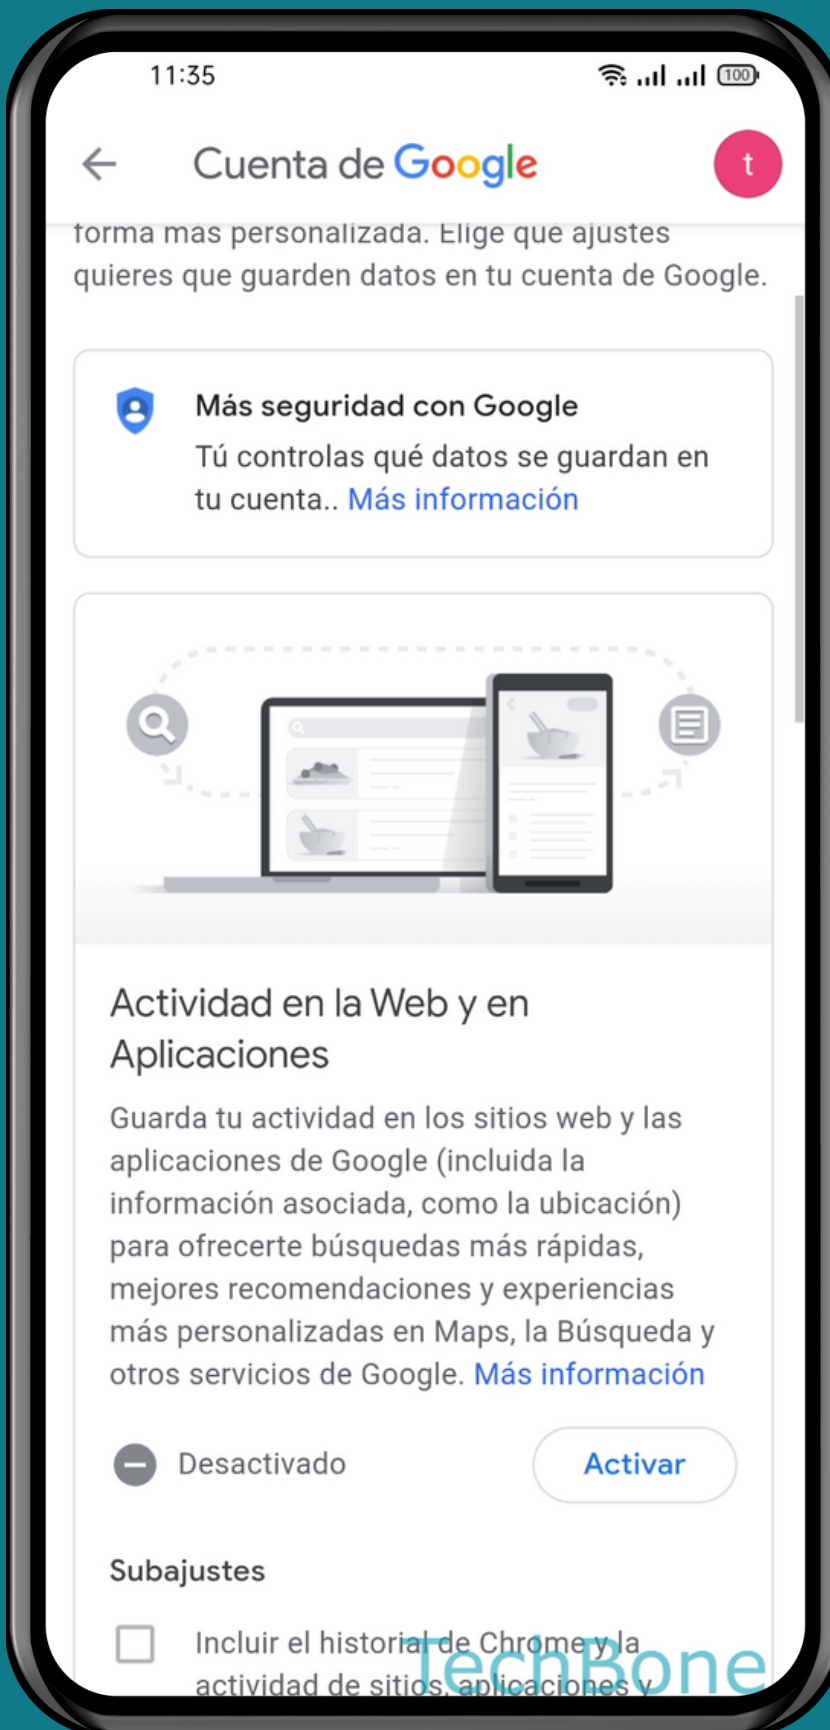 11:35
100
Cuenta de Google
t
forma más personalizada. Elige qué ajustes
quieres que guarden datos en tu cuenta de Google.
Más seguridad con Google
Tú controlas qué datos se guardan en
tu cuenta.. Más información
Actividad en la Web y en
Aplicaciones
Guarda tu actividad en los sitios web y las
aplicaciones de Google (incluida la
información asociada, como la ubicación)
para ofrecerte búsquedas más rápidas,
mejores recomendaciones y experiencias
más personalizadas en Maps, la Búsqueda y
otros servicios de Google. Más información
Desactivado
Activar
Subajustes
Incluir el historial de Chrome y la
actividad de sitios, aplicaciones y
TechBone